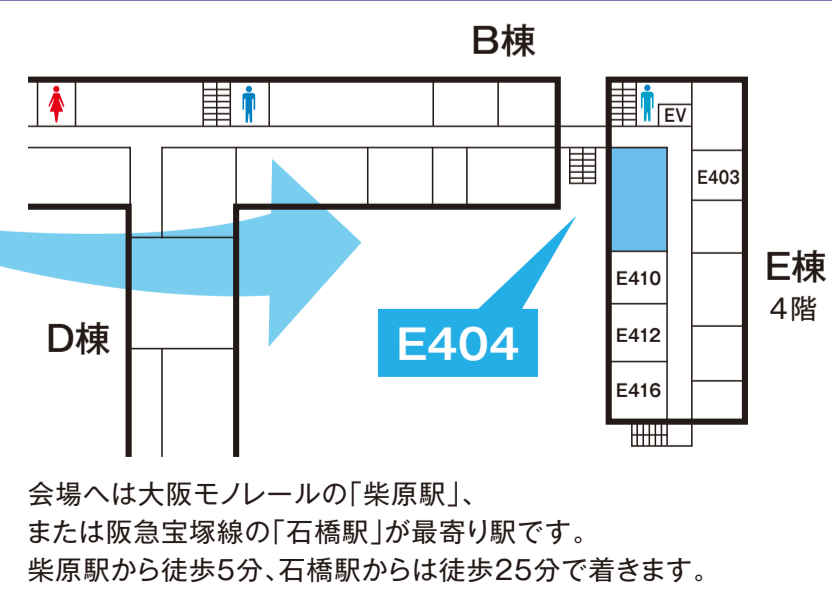 B棟
EV
E403
E410
E棟
4階
E404
D棟
E412
E416
会場へは大阪モノレールの「柴原駅」、
または阪急宝塚線の「石橋駅」が最寄り駅です。
柴原駅から徒歩5分、石橋駅からは徒歩25分で着きます。